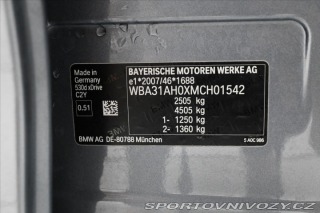 Made in
Germany
530d xDrive
C2Y
0.51
BAYERISCHE MOTOREN WERKE AG
e1*2007/46*1688
WBA31AH0XMCH01542
2505 kg
4505 kg
1- 1250 kg
2- 1360 kg
BMW AG DE-80788 München
SPORTOVNIVOZY.CZ